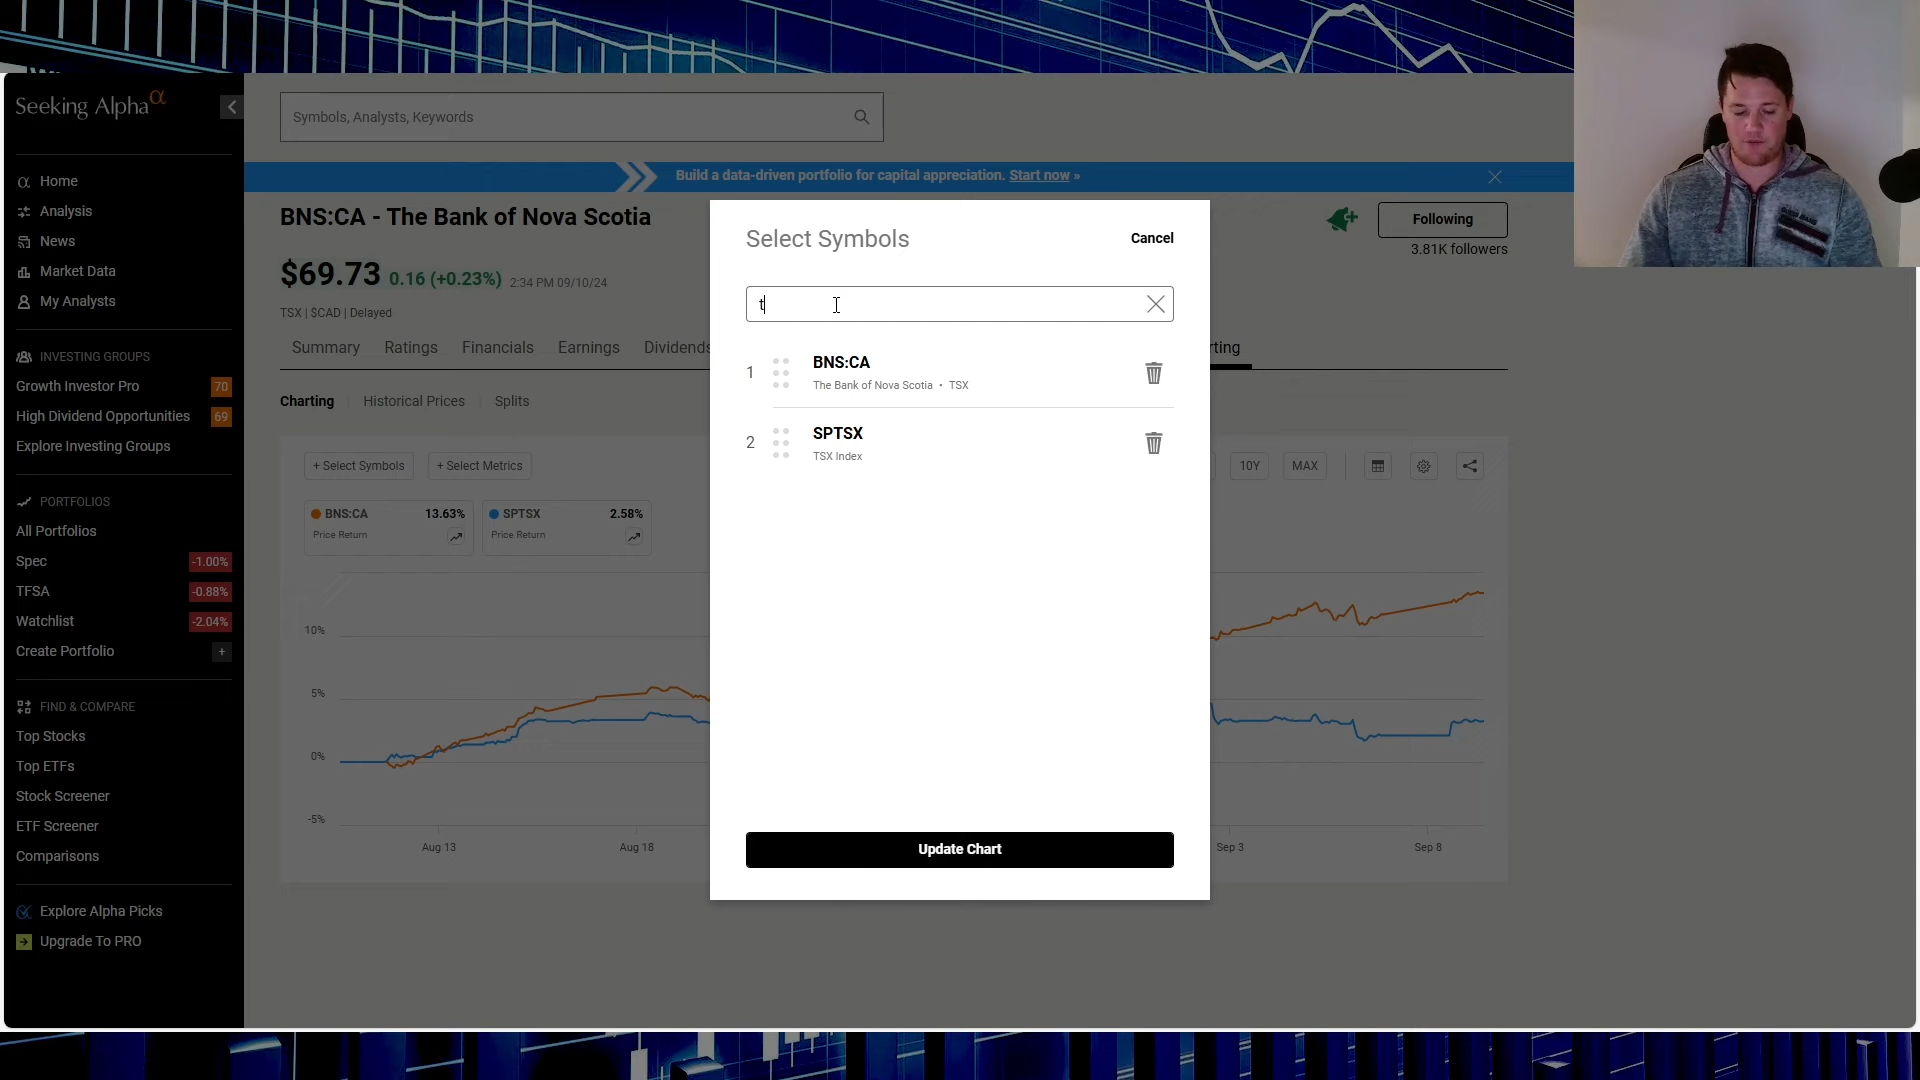 Seeking Alpha α
Symbols, Analysts, Keywords
Home
Analysis
News
Market Data
My Analysts
INVESTING GROUPS
Growth Investor Pro 70
High Dividend Opportunities 69
Explore Investing Groups
PORTFOLIOS
All Portfolios
Spec -1.00%
TFSA -0.88%
Watchlist -2.04%
Create Portfolio +
FIND & COMPARE
Top Stocks
Top ETFs
Stock Screener
ETF Screener
Comparisons
Explore Alpha Picks
Upgrade To PRO
Build a data-driven portfolio for capital appreciation. Start now »
BNS:CA - The Bank of Nova Scotia
Following
3.81K followers
$69.73 0.16 (+0.23%) 2:34 PM 09/10/24
TSX | $CAD | Delayed
Summary Ratings Financials Earnings Dividends rting
Charting Historical Prices Splits
+ Select Symbols + Select Metrics 10Y MAX
BNS:CA 13.63% SPTSX 2.58%
Price Return Price Return
10%
5%
0%
-5%
Aug 13 Aug 18 Sep 3 Sep 8
Select Symbols Cancel
t
1 BNS:CA
The Bank of Nova Scotia • TSX
2 SPTSX
TSX Index
Update Chart